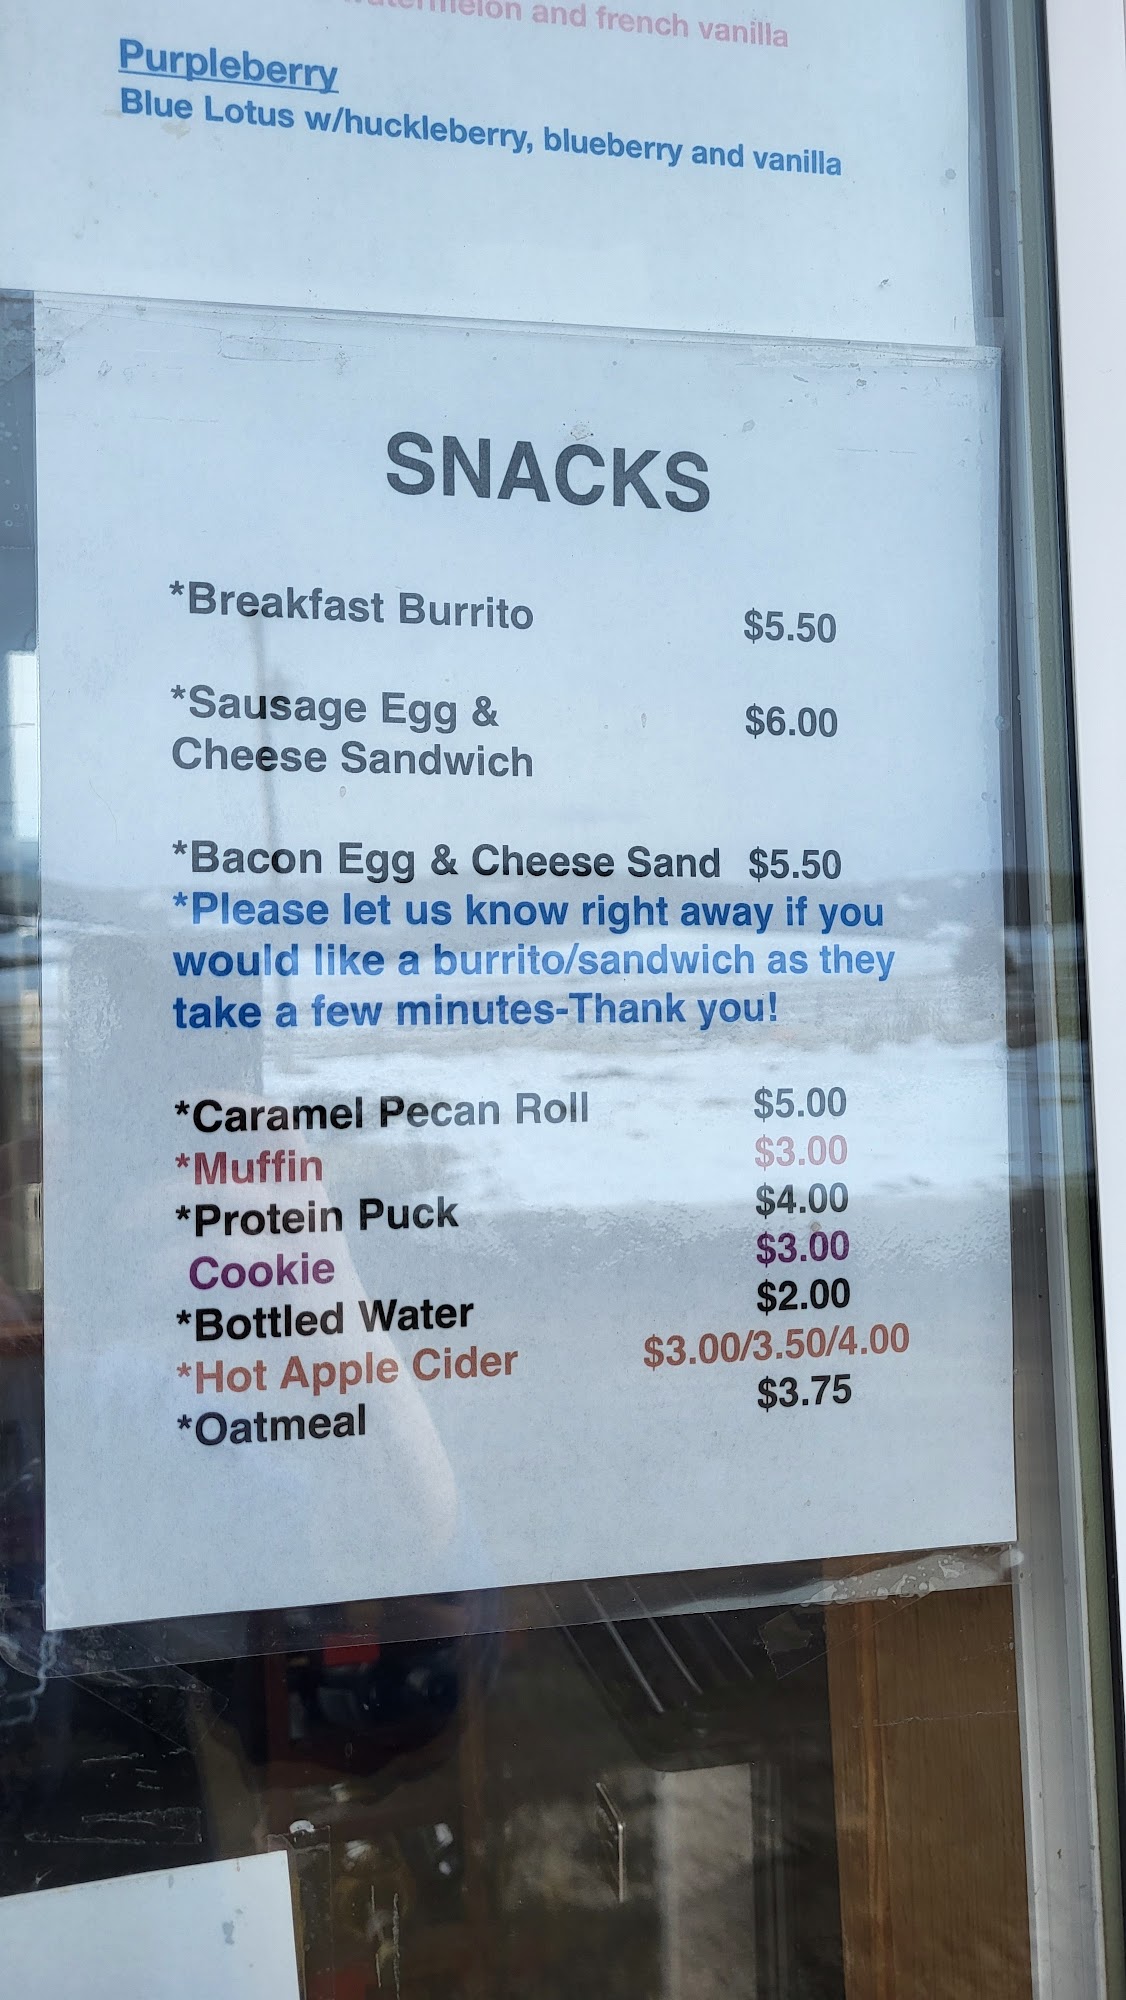 and french vanilla
Purpleberry
Blue Lotus w/huckleberry, blueberry and vanilla
SNACKS
*Breakfast Burrito $5.50
*Sausage Egg & $6.00
Cheese Sandwich
*Bacon Egg & Cheese Sand $5.50
*Please let us know right away if you
would like a burrito/sandwich as they
take a few minutes-Thank you!
*Caramel Pecan Roll $5.00
*Muffin $3.00
*Protein Puck $4.00
Cookie $3.00
*Bottled Water $2.00
*Hot Apple Cider $3.00/3.50/4.00
*Oatmeal $3.75